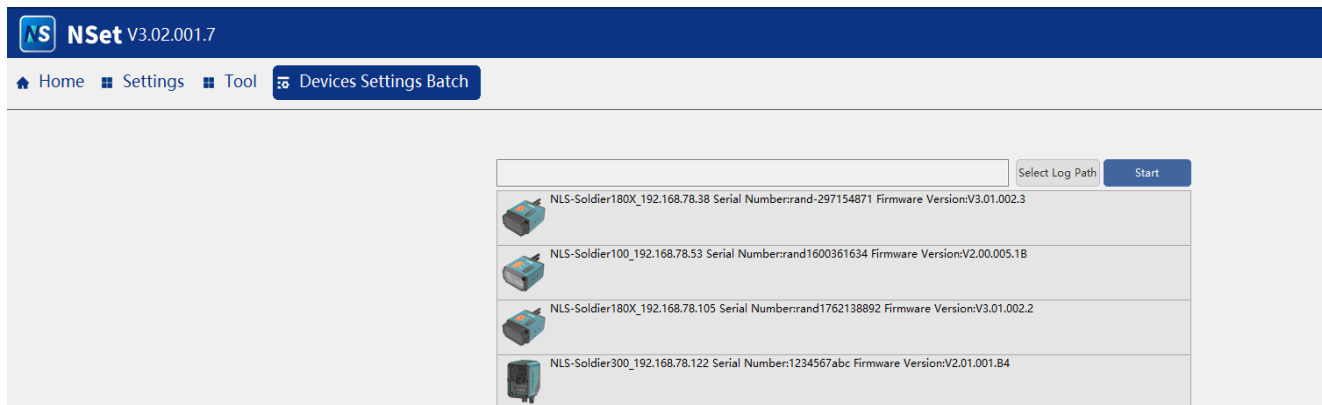 NS NSet V3.02.001.7
Home Settings Tool Devices Settings Batch
Select Log Path Start
NLS-Soldier180X_192.168.78.38 Serial Number:rand-297154871 Firmware Version:V3.01.002.3
NLS-Soldier100_192.168.78.53 Serial Number:rand1600361634 Firmware Version:V2.00.005.1B
NLS-Soldier180X_192.168.78.105 Serial Number:rand1762138892 Firmware Version:V3.01.002.2
NLS-Soldier300_192.168.78.122 Serial Number:1234567abc Firmware Version:V2.01.001.B4